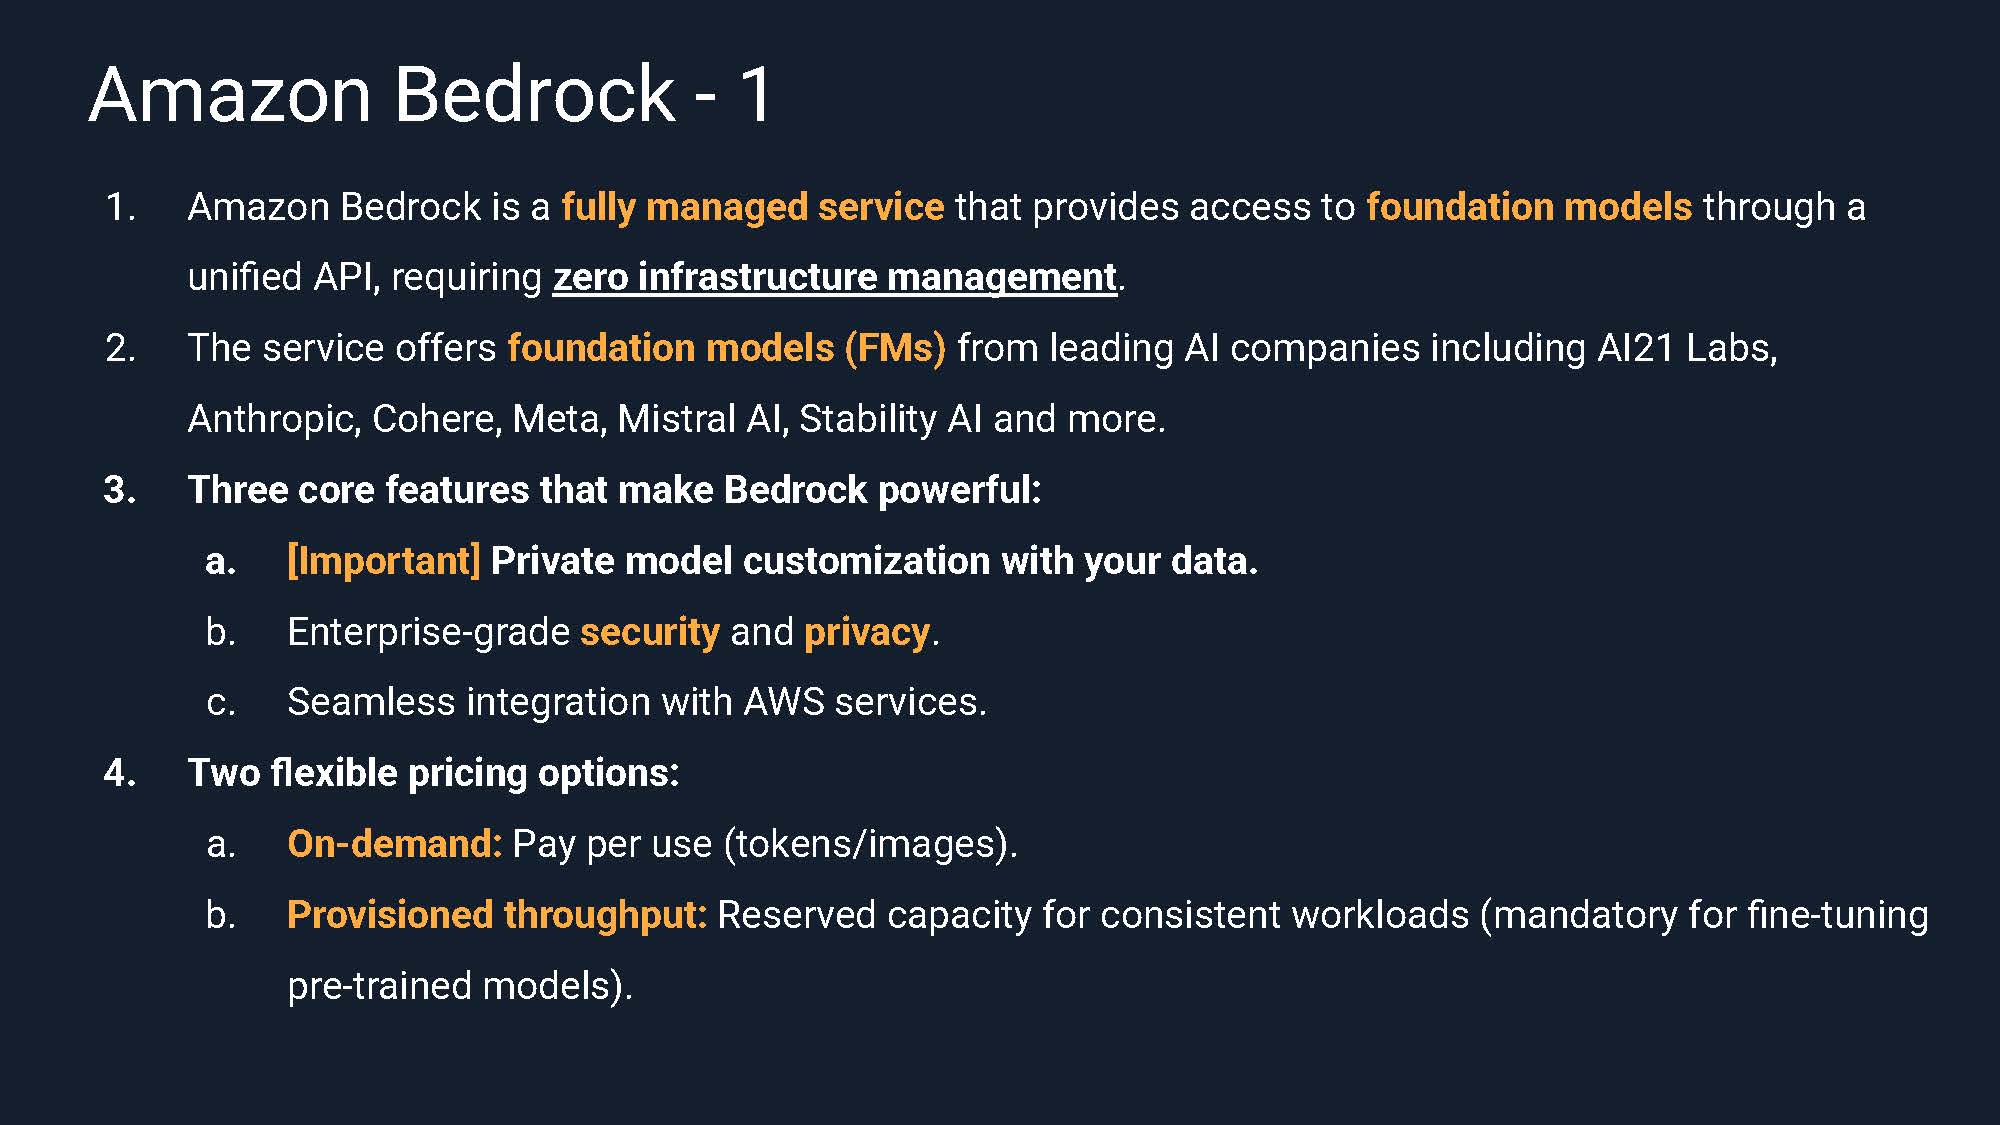 Amazon Bedrock - 1
1. Amazon Bedrock is a fully managed service that provides access to foundation models through a
unified API, requiring zero infrastructure management.
2. The service offers foundation models (FMs) from leading AI companies including AI21 Labs,
Anthropic, Cohere, Meta, Mistral AI, Stability AI and more.
3. Three core features that make Bedrock powerful:
a. [Important] Private model customization with your data.
b. Enterprise-grade security and privacy.
c. Seamless integration with AWS services.
4. Two flexible pricing options:
a. On-demand: Pay per use (tokens/images).
b. Provisioned throughput: Reserved capacity for consistent workloads (mandatory for fine-tuning
pre-trained models).